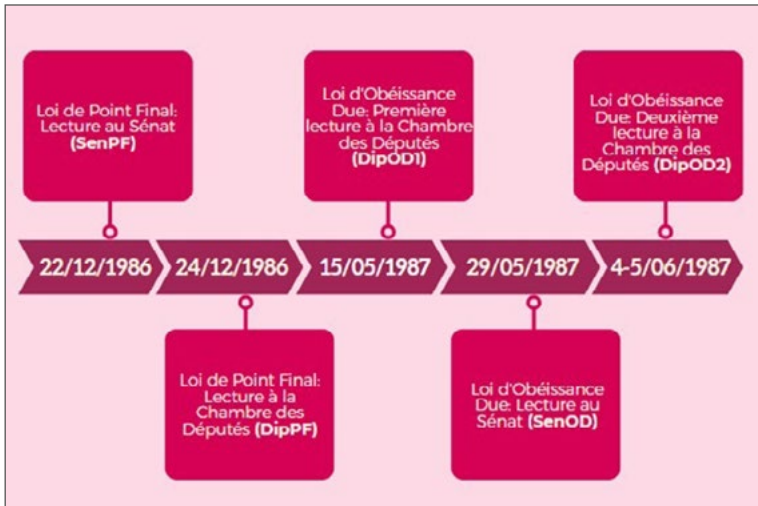 Loi de Point Final:
Lecture au Sénat
(SenPF)
Loi d'Obéissance
Due: Première
lecture à la Chambre
des Députés
(DipOD1)
Loi d'Obéissance
Due: Deuxième
lecture à la
Chambre des
Députés (DipOD2)
22/12/1986
24/12/1986
15/05/1987
29/05/1987
4-5/06/1987
Loi de Point Final:
Lecture à la
Chambre des
Députés (DipPF)
Loi d'Obéissance
Due: Lecture au
Sénat (SenOD)